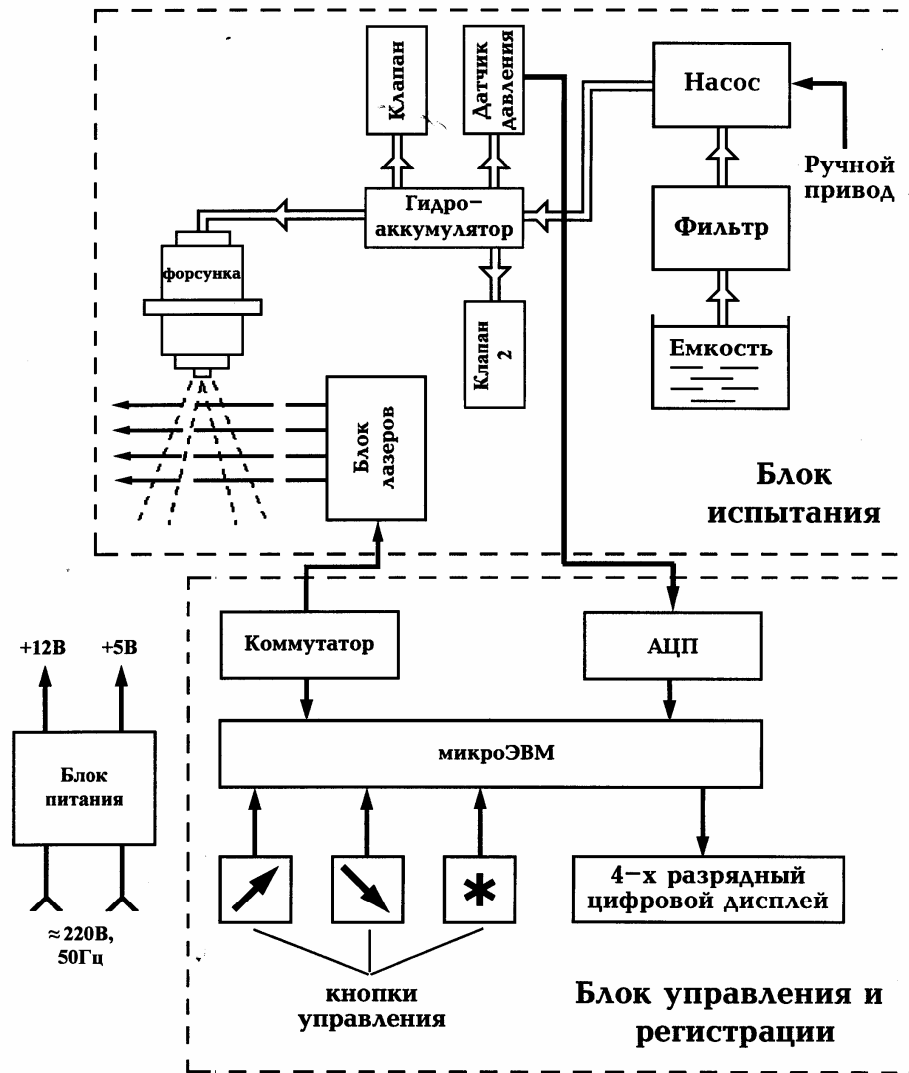 Клапан
Датчик
давления
Насос
Ручной
привод
Гидро-
аккумулятор
Фильтр
форсунка
Клапан
2
Емкость
Блок
лазеров
Блок
испытания
+12В
+5В
Коммутатор
АЦП
Блок
питания
микроЭВМ
*
4-х разрядный
цифровой дисплей
≈220В,
50Гц
кнопки
управления
Блок управления и
регистрации